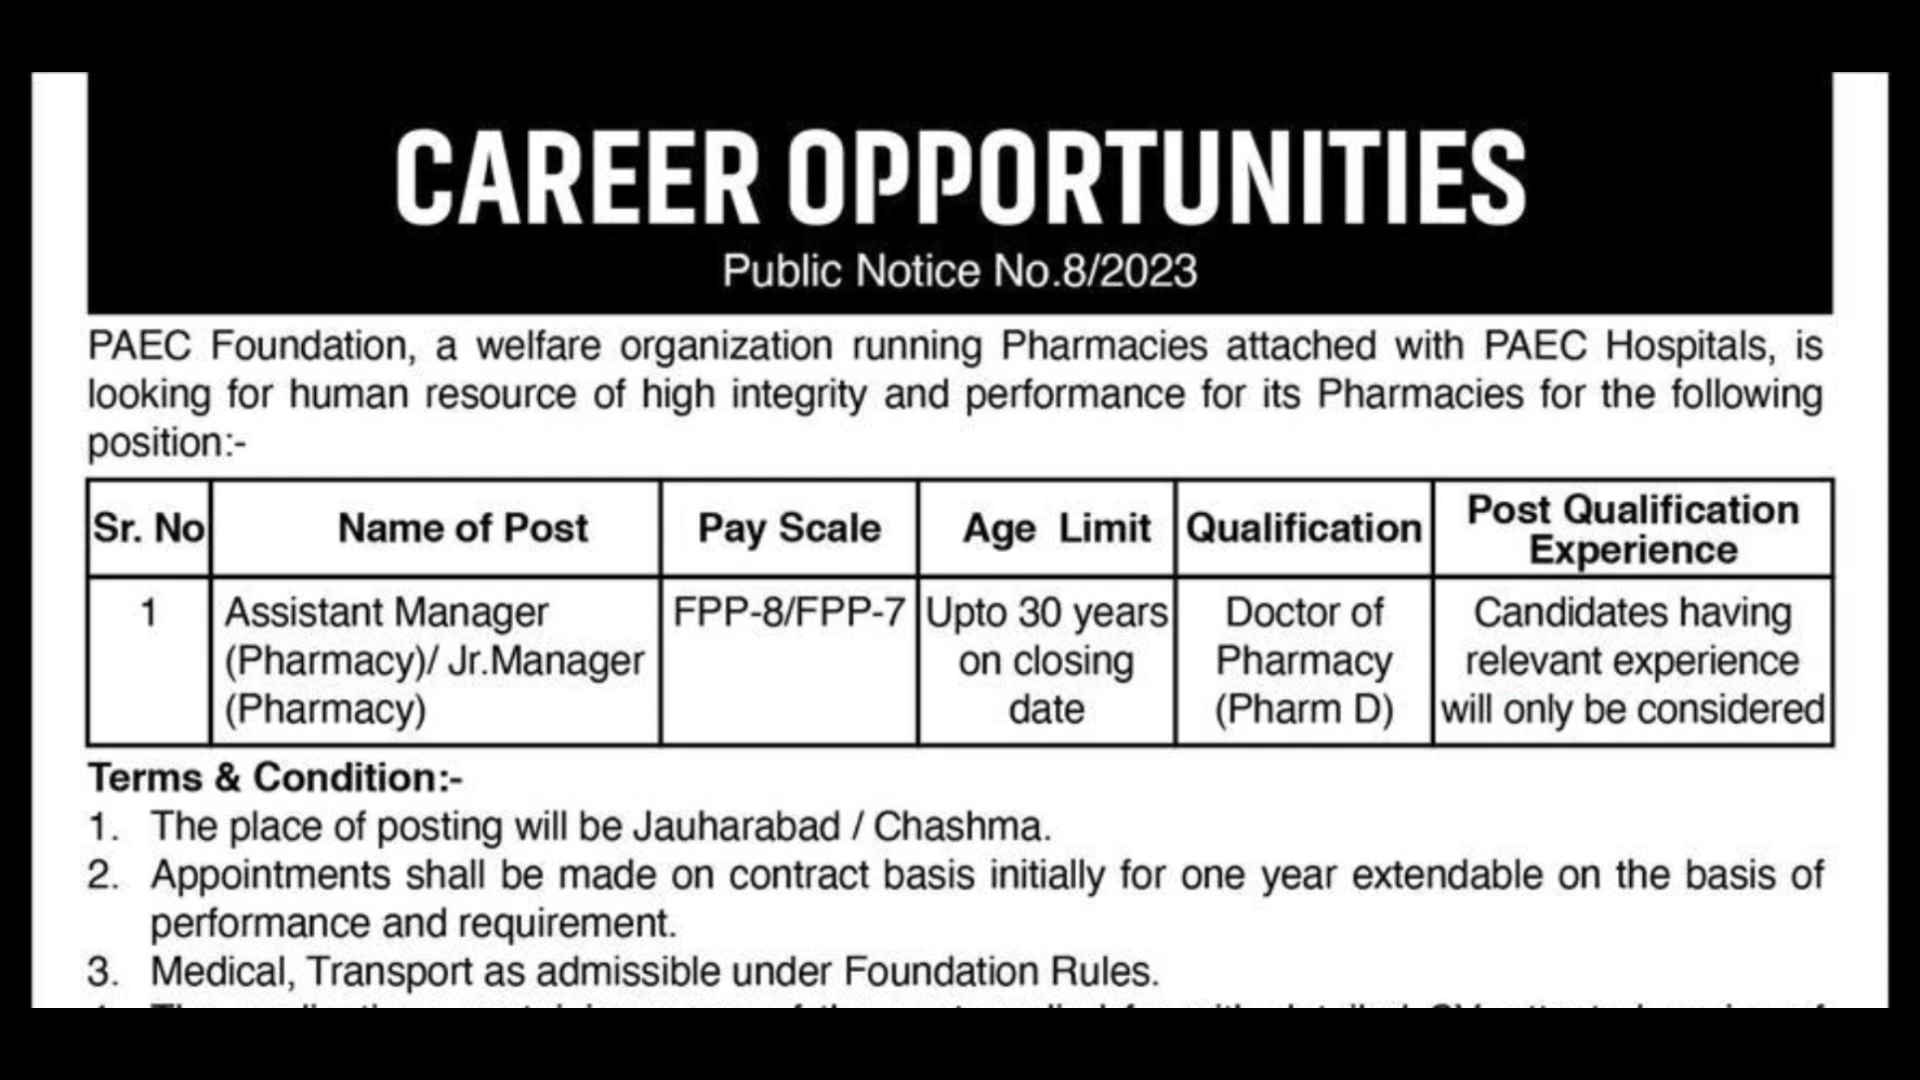 CAREER OPPORTUNITIES
Public Notice No.8/2023
PAEC Foundation, a welfare organization running Pharmacies attached with PAEC Hospitals, is
looking for human resource of high integrity and performance for its Pharmacies for the following
position:-
Sr. No | Name of Post | Pay Scale | Age Limit | Qualification | Post Qualification Experience
1 | Assistant Manager (Pharmacy)/ Jr.Manager (Pharmacy) | FPP-8/FPP-7 | Upto 30 years on closing date | Doctor of Pharmacy (Pharm D) | Candidates having relevant experience will only be considered
Terms & Condition:-
1. The place of posting will be Jauharabad / Chashma.
2. Appointments shall be made on contract basis initially for one year extendable on the basis of
performance and requirement.
3. Medical, Transport as admissible under Foundation Rules.